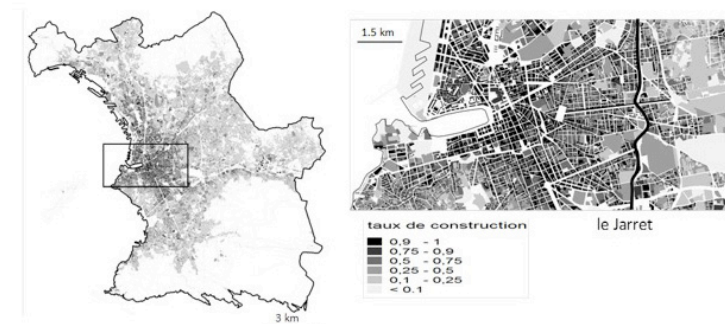 1.5 km
le Jarret
taux de construction
0,9 - 1
0,75 - 0,9
0,5 - 0,75
0,25 - 0,5
0,1 - 0,25
< 0.1
3 km